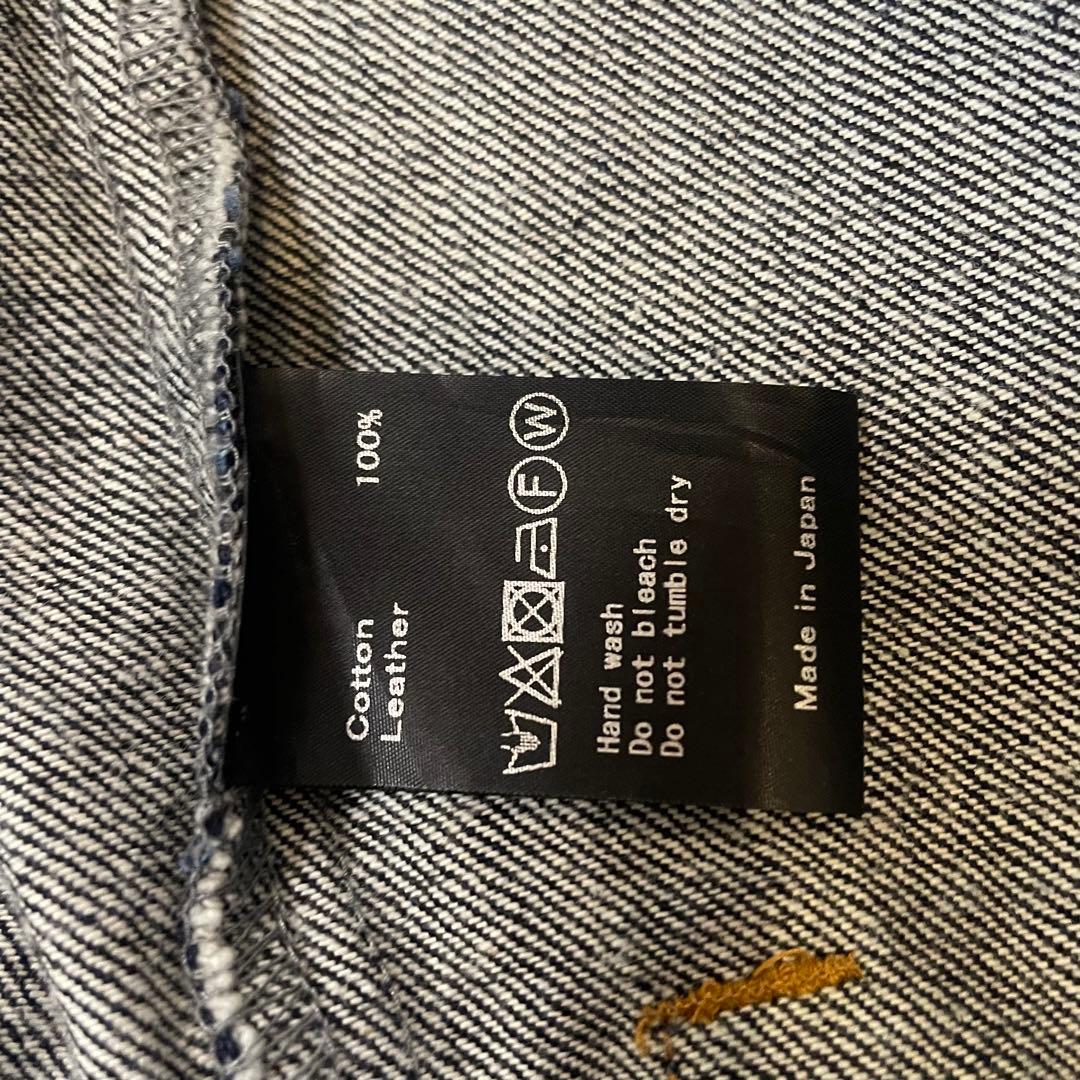 Cotton 100%
Leather
F W
Hand wash
Do not bleach
Do not tumble dry
Made in Japan